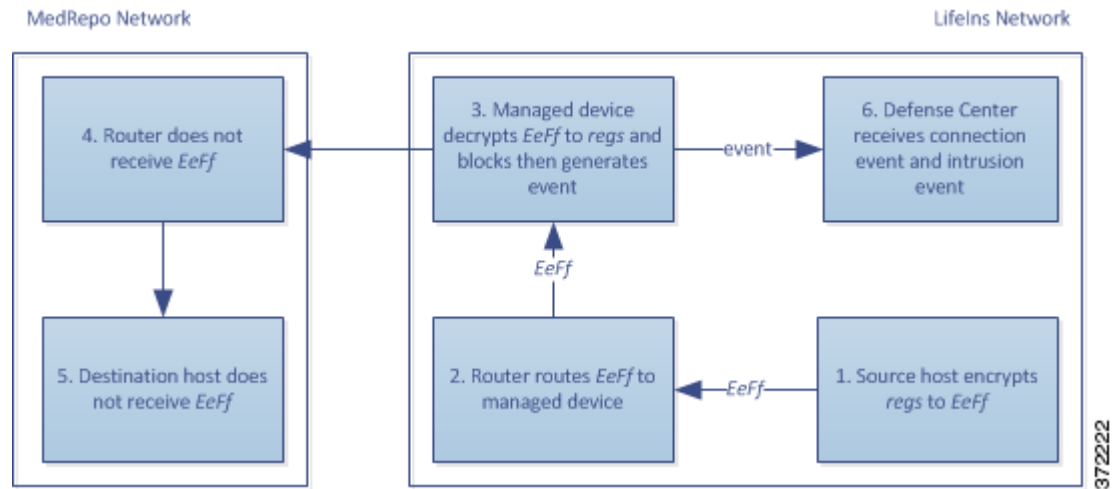 MedRepo Network
LifeIns Network
4. Router does not
receive EeFf
3. Managed device
decrypts EeFf to regs and
blocks then generates
event
event
6. Defense Center
receives connection
event and intrusion
event
EeFf
5. Destination host does
not receive EeFf
2. Router routes EeFf to
managed device
EeFf
1. Source host encrypts
regs to EeFf
372222